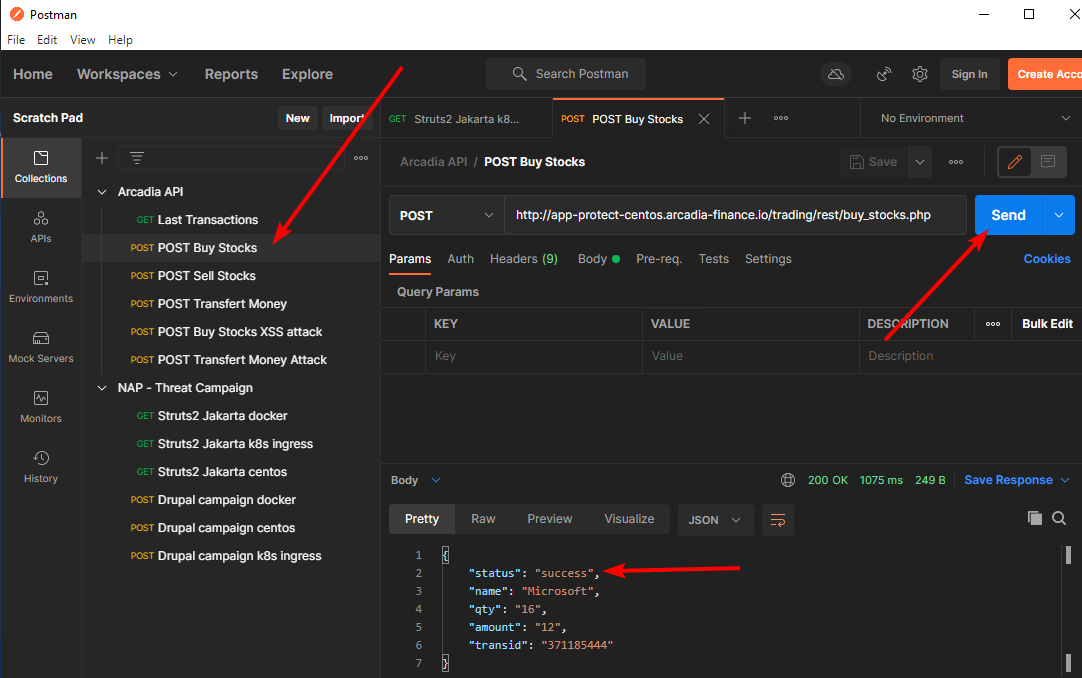 Postman
File Edit View Help
Home Workspaces Reports Explore Search Postman Sign In Create Acco
Scratch Pad New Import
GET Struts2 Jakarta k8... POST POST Buy Stocks No Environment
Collections
APIs
Environments
Mock Servers
Monitors
History
Arcadia API
GET Last Transactions
POST POST Buy Stocks
POST POST Sell Stocks
POST POST Transfert Money
POST POST Buy Stocks XSS attack
POST POST Transfert Money Attack
NAP - Threat Campaign
GET Struts2 Jakarta docker
GET Struts2 Jakarta k8s ingress
GET Struts2 Jakarta centos
POST Drupal campaign docker
POST Drupal campaign centos
POST Drupal campaign k8s ingress
Arcadia API / POST Buy Stocks Save
POST http://app-protect-centos.arcadia-finance.io/trading/rest/buy_stocks.php Send
Params Auth Headers (9) Body Pre-req. Tests Settings Cookies
Query Params
KEY VALUE DESCRIPTION Bulk Edit
Key Value Description
Body 200 OK 1075 ms 249 B Save Response
Pretty Raw Preview Visualize JSON
1 {
2 "status": "success",
3 "name": "Microsoft",
4 "qty": "16",
5 "amount": "12",
6 "transid": "371185444"
7 }